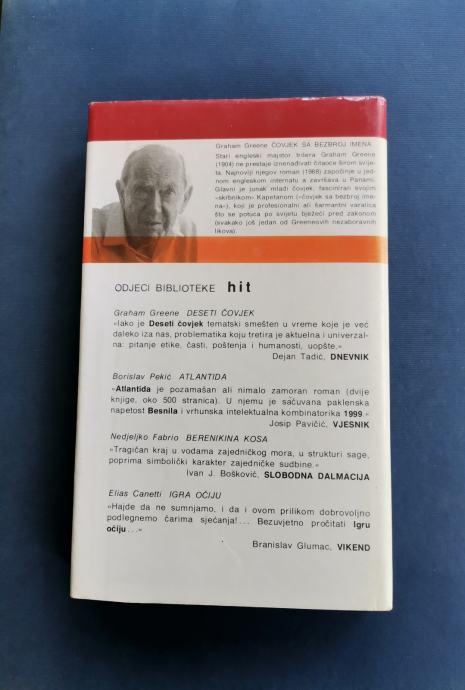 Graham Greene ČOVJEK SA BEZBROJ IMENA
Stari engleski majstor trilera Graham Greene
(1904) ne prestaje iznenađivati čitaoce širom svije-
ta. Najnoviji njegov roman (1988) započinje u jed-
nom engleskom internatu a završava u Panami.
Glavni je junak mladi čovjek, fasciniran svojim
»skrbnikom« Kapetanom (»čovjek sa bezbroj ime-
na«), koji je profesionalni ali šarmantni varalica
što se potuca po svijetu bježeći pred zakonom
(svakako još jedan od Greeneovih nezaboravnih
likova).
ODJECI BIBLIOTEKE hit
Graham Greene DESETI ČOVJEK
»Iako je Deseti čovjek tematski smešten u vreme koje je već
daleko iza nas, problematika koju tretira je aktuelna i univerzal-
na: pitanje etike, časti, poštenja i humanosti, uopšte.«
Dejan Tadić, DNEVNIK
Borislav Pekić ATLANTIDA
»Atlantida je pozamašan ali nimalo zamoran roman (dvije
knjige, oko 500 stranica). U njemu je sačuvana paklenska
napetost Besnila i vrhunska intelektualna kombinatorika 1999.«
Josip Pavičić, VJESNIK
Nedjeljko Fabrio BERENIKINA KOSA
»Tragičan kraj u vodama zajedničkog mora, u strukturi sage,
poprima simbolički karakter zajedničke sudbine.«
Ivan J. Bošković, SLOBODNA DALMACIJA
Elias Canetti IGRA OČIJU
»Hajde da ne sumnjamo, i da i ovom prilikom dobrovoljno
podlegnemo čarima sjećanja!... Bezuvjetno pročitati Igru
očiju...«
Branislav Glumac, VIKEND